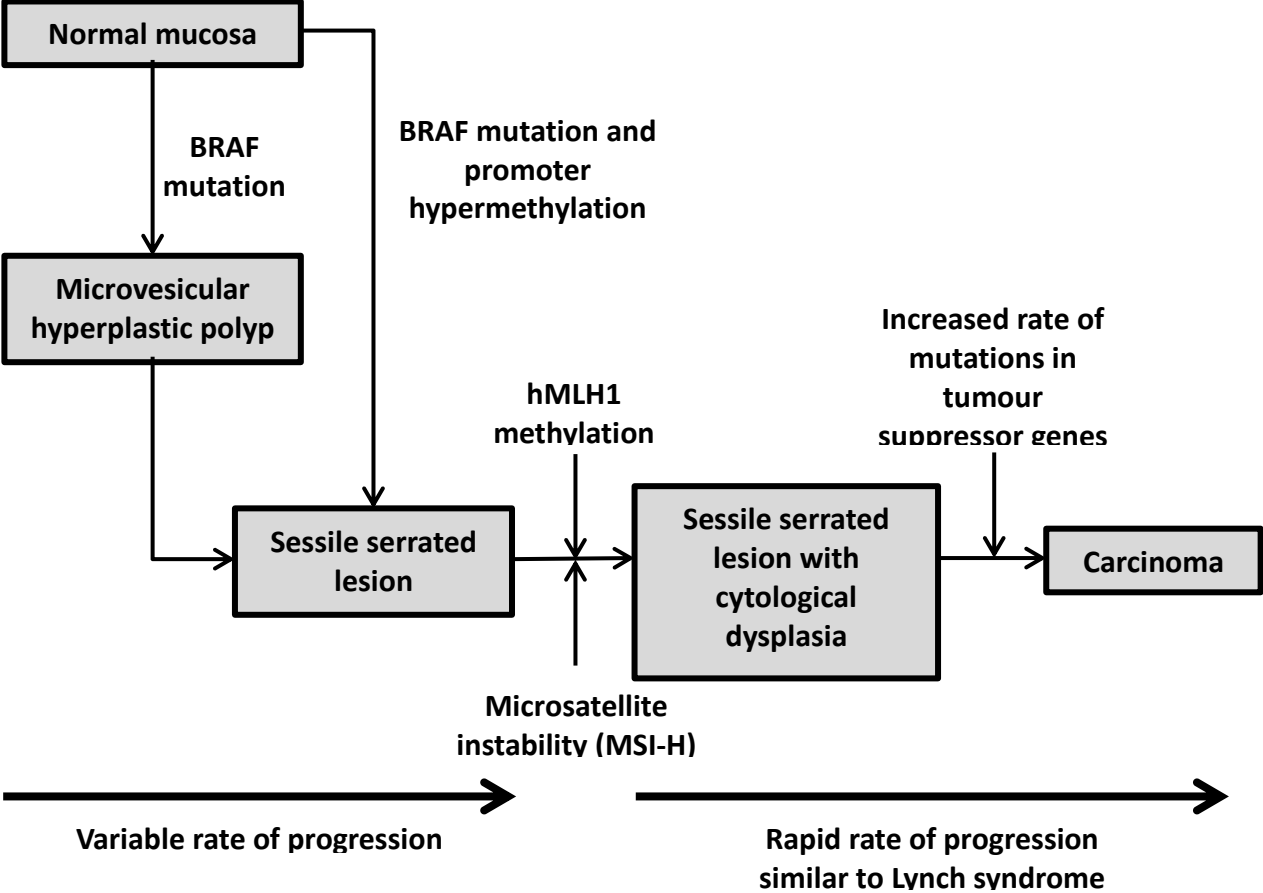 Normal mucosa
BRAF
mutation
BRAF mutation and
promoter
hypermethylation
Microvesicular
hyperplastic polyp
Increased rate of
mutations in
tumour
suppressor genes
hMLH1
methylation
Sessile serrated
lesion
Sessile serrated
lesion with
cytological
dysplasia
Carcinoma
Microsatellite
instability (MSI-H)
Variable rate of progression
Rapid rate of progression
similar to Lynch syndrome